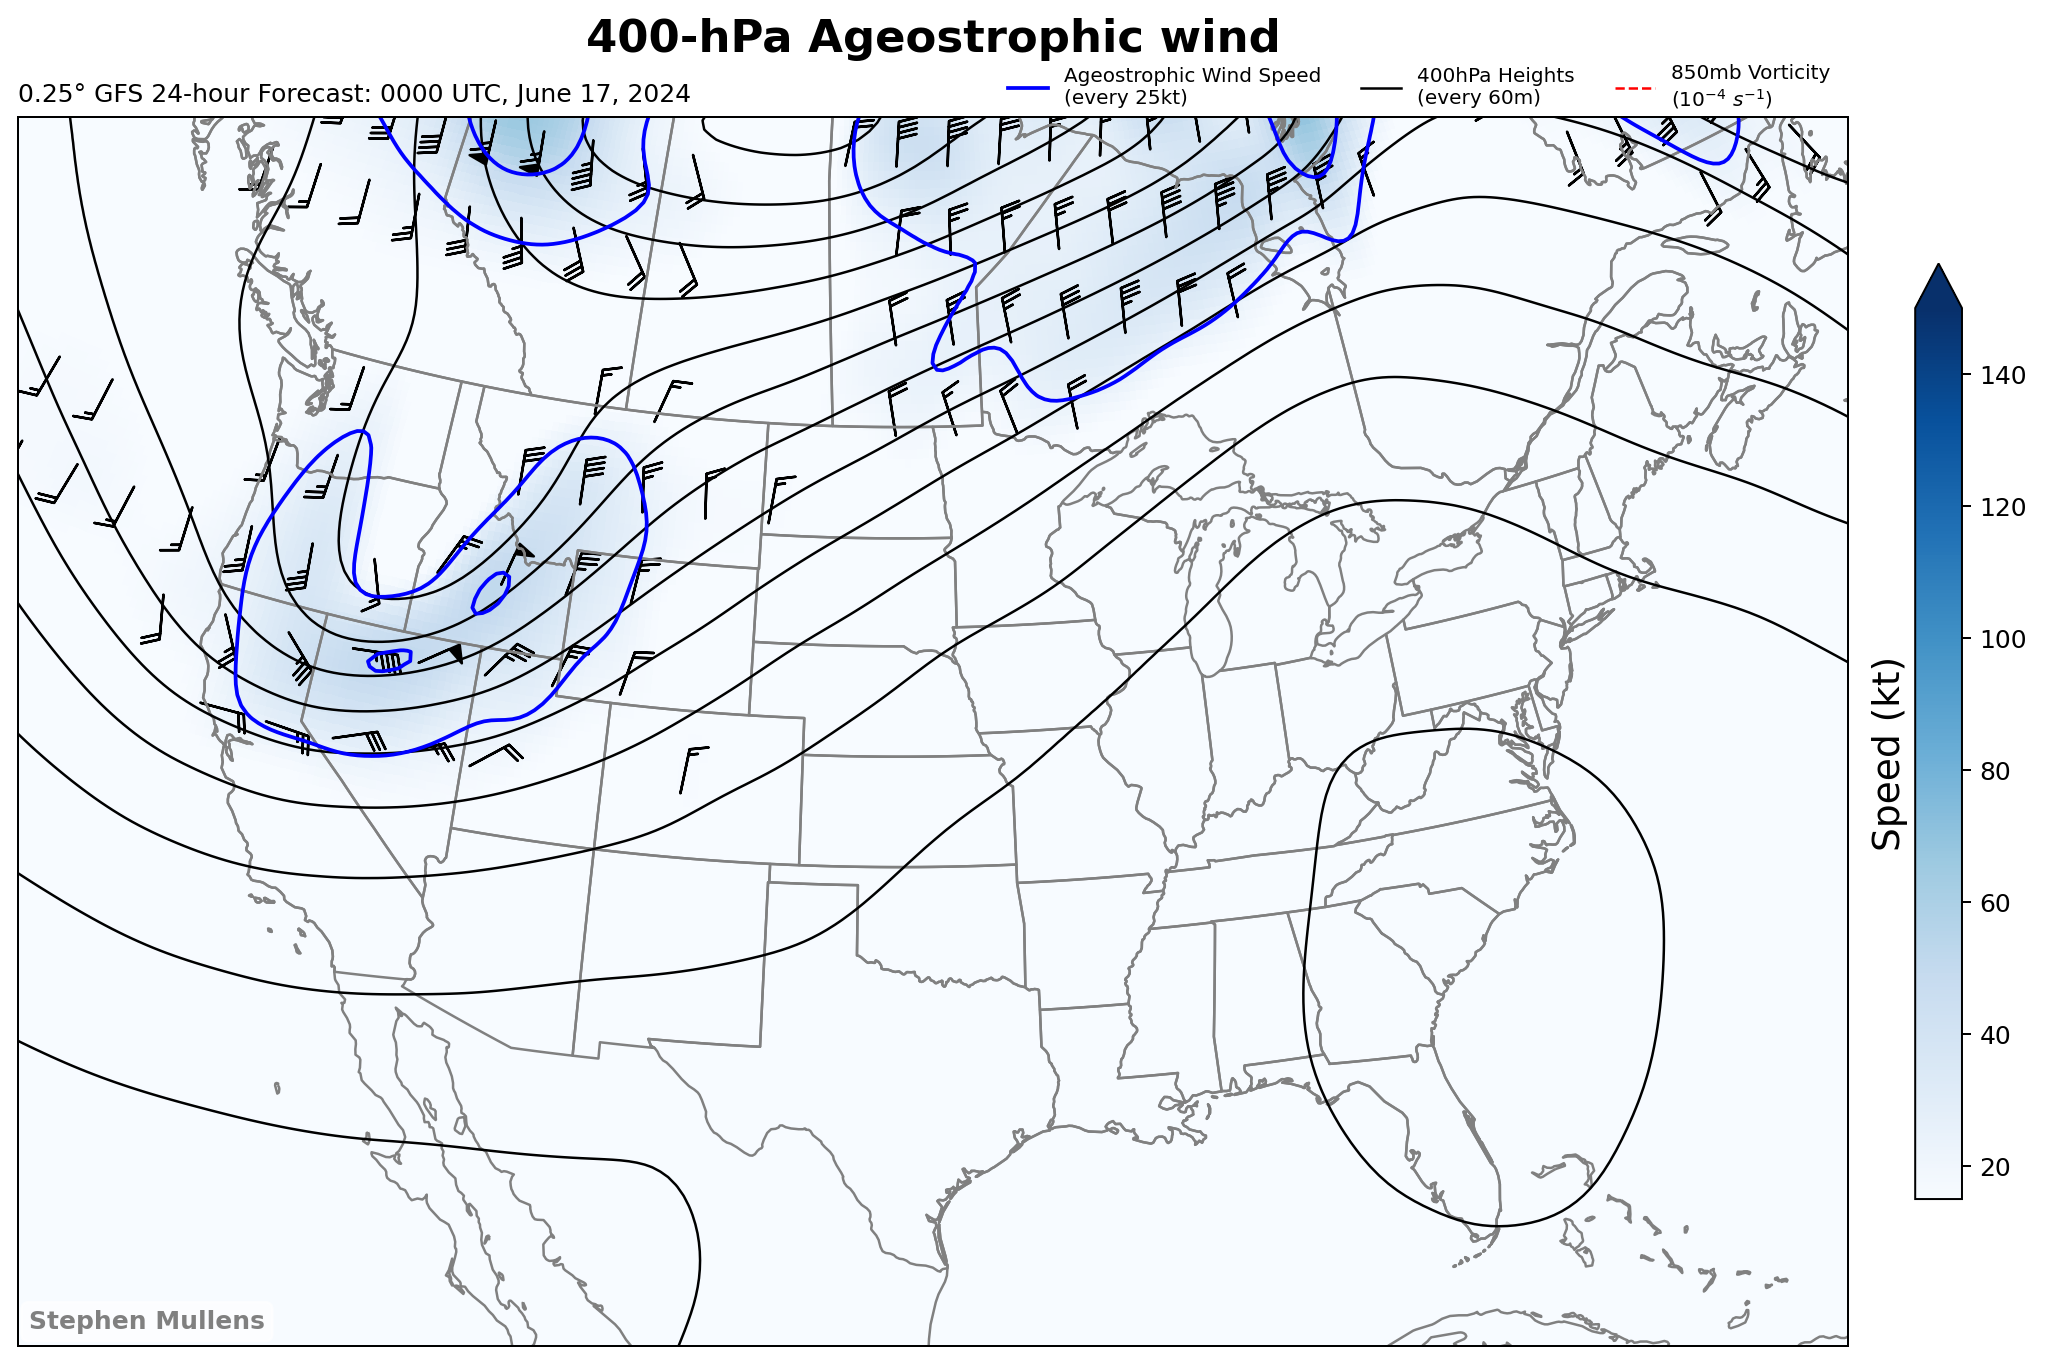 400-hPa Ageostrophic wind
0.25° GFS 24-hour Forecast: 0000 UTC, June 17, 2024
Ageostrophic Wind Speed
(every 25kt)
400hPa Heights
(every 60m)
850mb Vorticity
(10⁻⁴ s⁻¹)
140
120
100
80
60
40
20
Speed (kt)
Stephen Mullens